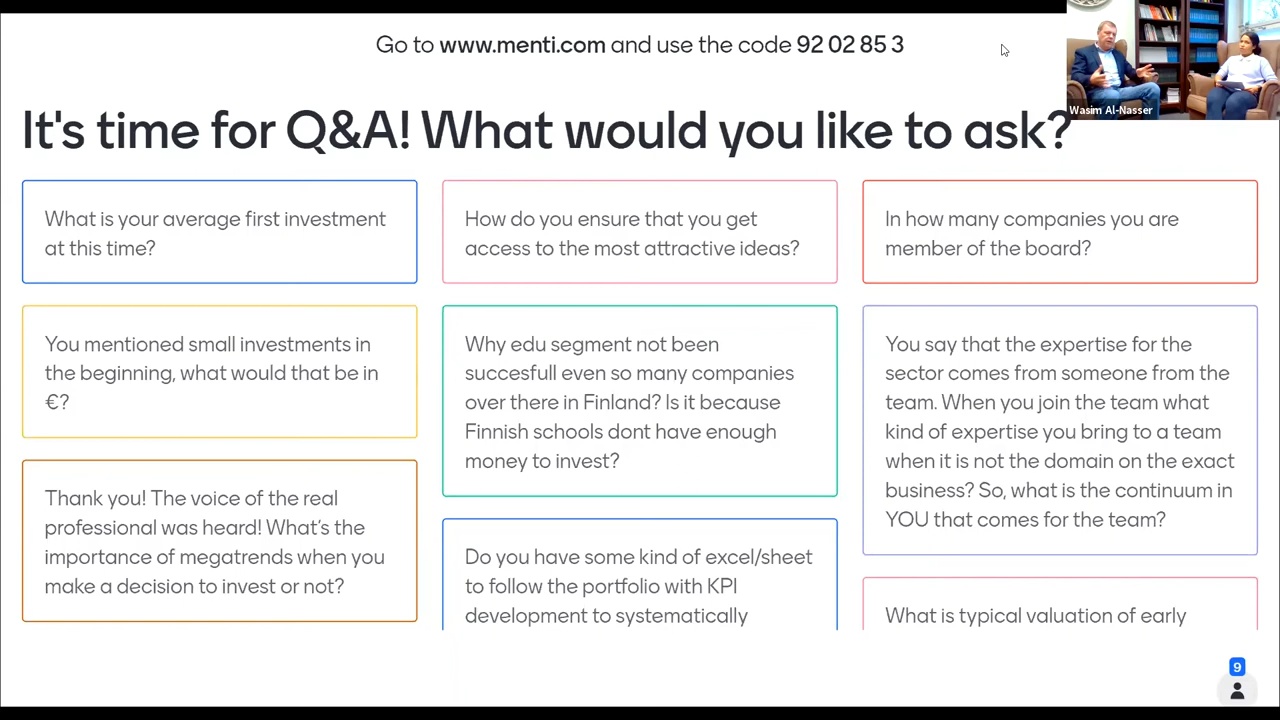 Go to www.menti.com and use the code 92 02 85 3
Wasim Al-Nasser
It's time for Q&A! What would you like to ask?
What is your average first investment
at this time?
How do you ensure that you get
access to the most attractive ideas?
In how many companies you are
member of the board?
You mentioned small investments in
the beginning, what would that be in
€?
Why edu segment not been
succesfull even so many companies
over there in Finland? Is it because
Finnish schools dont have enough
money to invest?
You say that the expertise for the
sector comes from someone from the
team. When you join the team what
kind of expertise you bring to a team
when it is not the domain on the exact
business? So, what is the continuum in
YOU that comes for the team?
Thank you! The voice of the real
professional was heard! What's the
importance of megatrends when you
make a decision to invest or not?
Do you have some kind of excel/sheet
to follow the portfolio with KPI
development to systematically
What is typical valuation of early
9